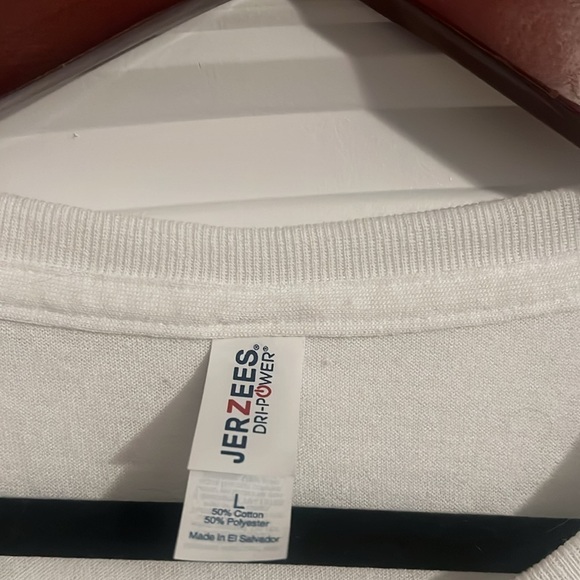 JERZEES®
DRI-POWER®
L
50% Cotton
50% Polyester
Made In El Salvador